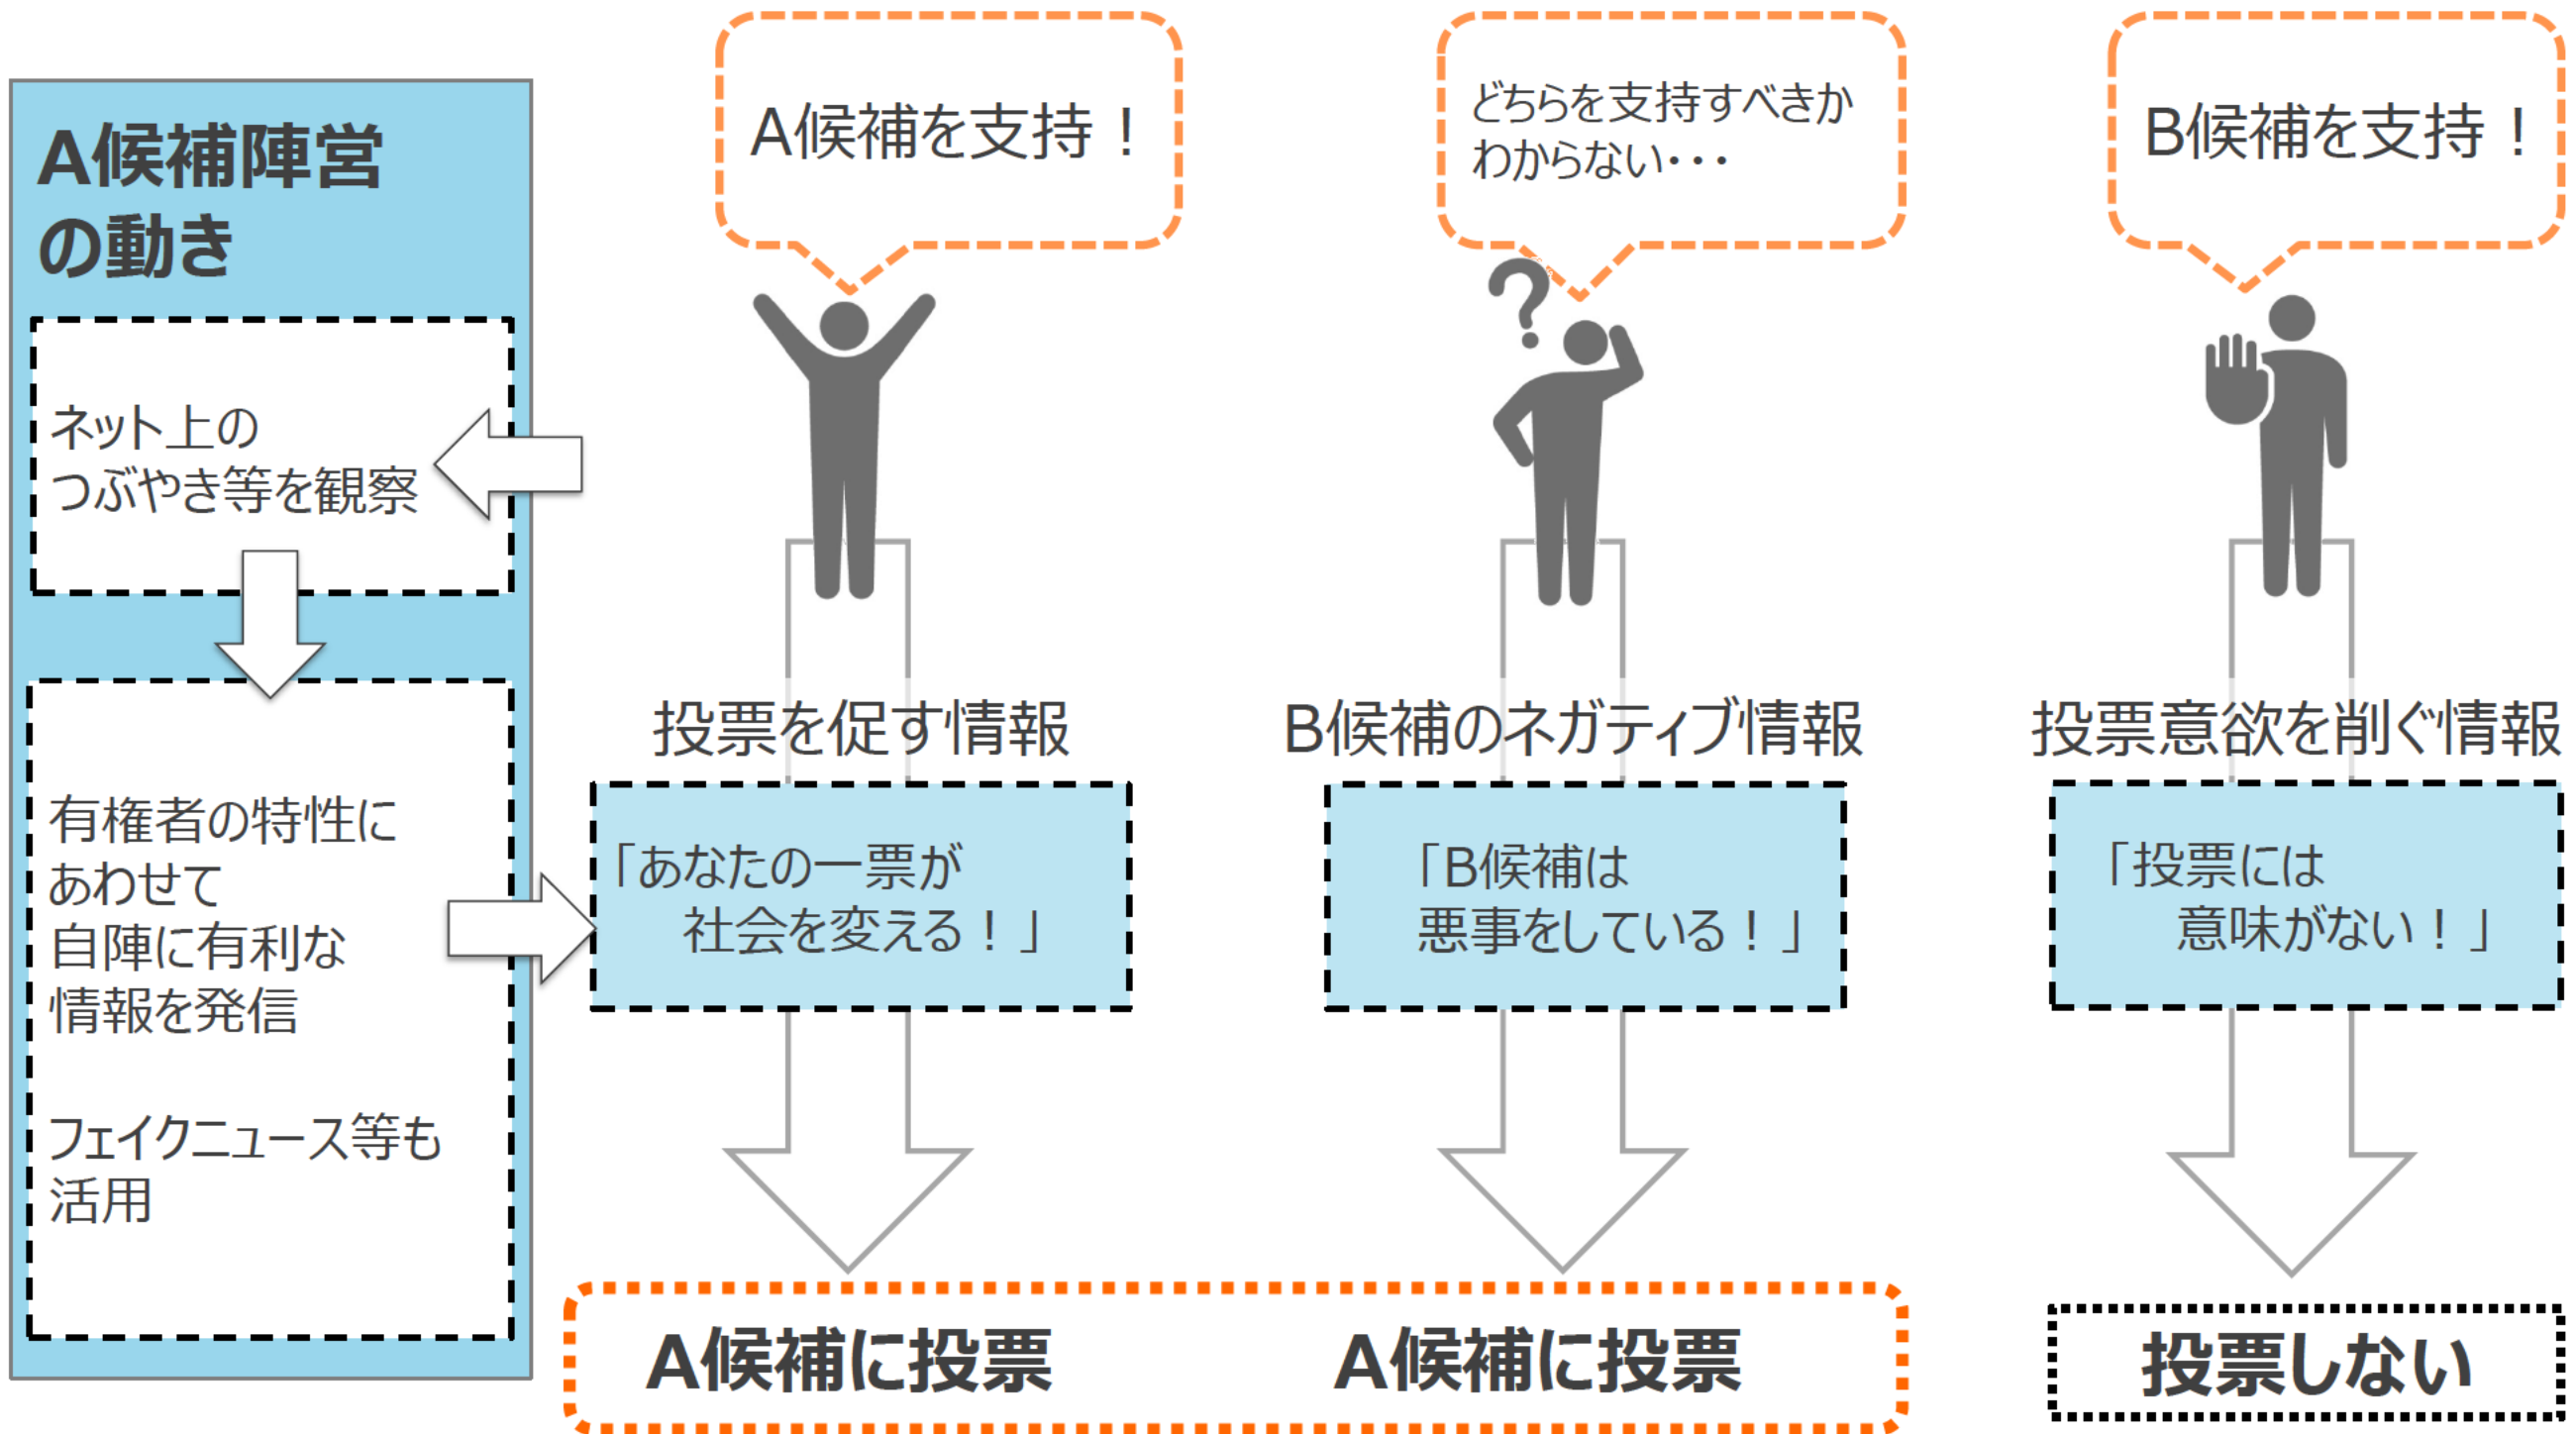 A候補陣営
の動き
ネット上の
つぶやき等を観察
有権者の特性に
あわせて
自陣に有利な
情報を発信
フェイクニュース等も
活用
A候補を支持！
投票を促す情報
「あなたの一票が
社会を変える！」
A候補に投票
どちらを支持すべきか
わからない・・・
?
B候補のネガティブ情報
「B候補は
悪事をしている！」
A候補に投票
B候補を支持！
投票意欲を削ぐ情報
「投票には
意味がない！」
投票しない